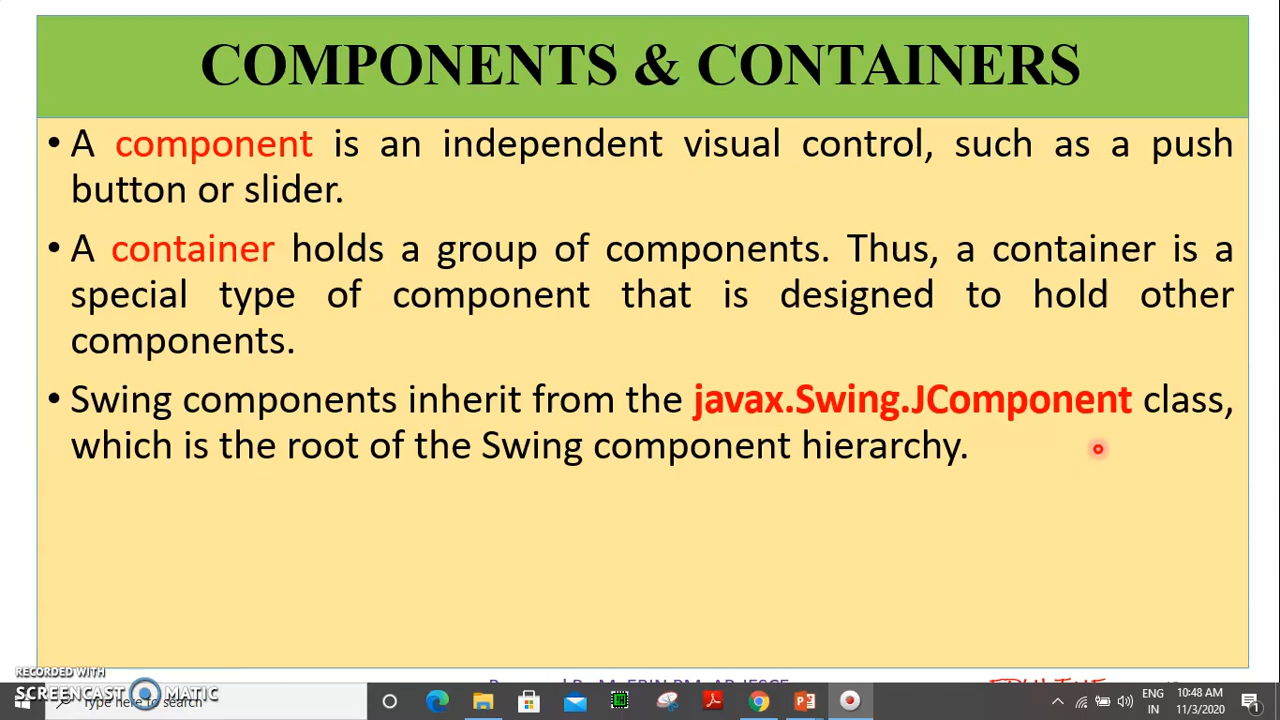 COMPONENTS & CONTAINERS
• A component is an independent visual control, such as a push
button or slider.
• A container holds a group of components. Thus, a container is a
special type of component that is designed to hold other
components.
• Swing components inherit from the javax.Swing.JComponent class,
which is the root of the Swing component hierarchy.
RECORDED WITH
SCREENCAST MATIC
Type here to search
ENG
IN
10:48 AM
11/3/2020
1